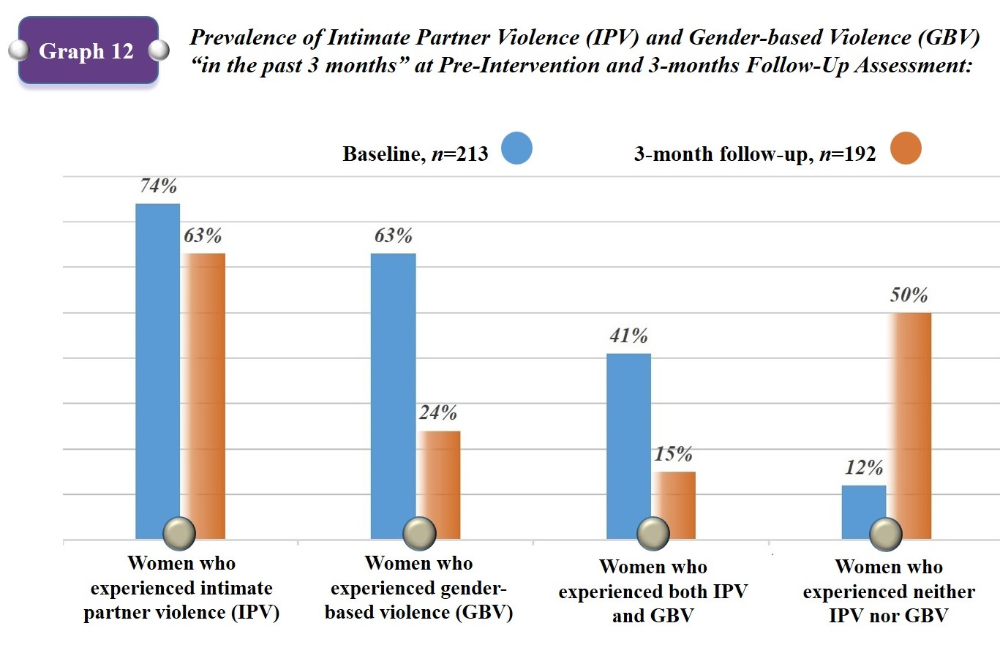 Graph 12
Prevalence of Intimate Partner Violence (IPV) and Gender-based Violence (GBV)
“in the past 3 months” at Pre-Intervention and 3-months Follow-Up Assessment:
Baseline, n=213
3-month follow-up, n=192
74%
63%
63%
24%
41%
15%
12%
50%
Women who
experienced intimate
partner violence (IPV)
Women who
experienced gender-
based violence (GBV)
Women who
experienced both IPV
and GBV
Women who
experienced neither
IPV nor GBV